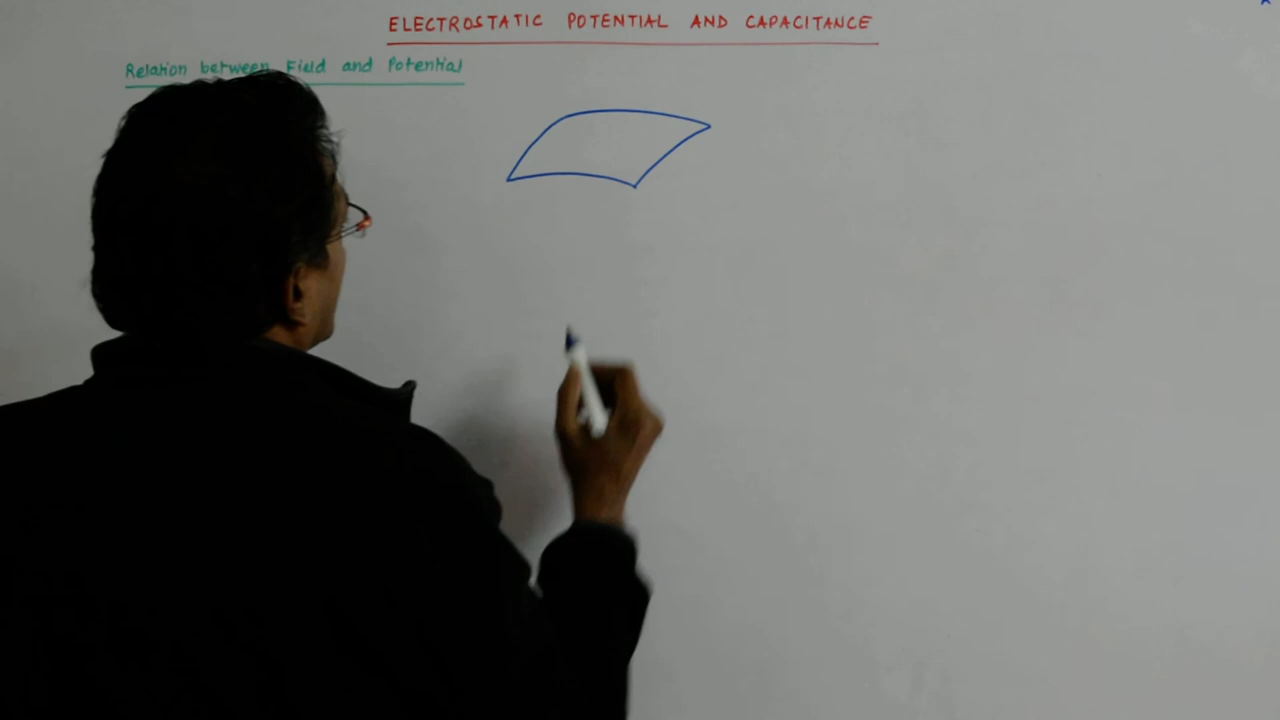 ELECTROSTATIC POTENTIAL AND CAPACITANCE
Relation between Field and Potential